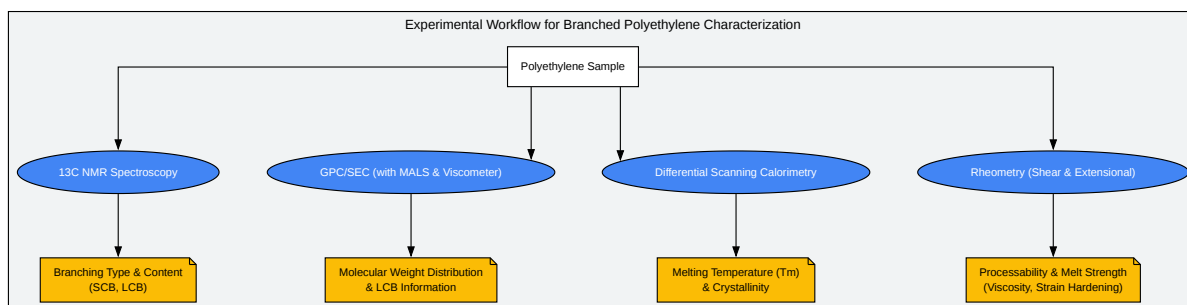 Experimental Workflow for Branched Polyethylene Characterization
Polyethylene Sample
13C NMR Spectroscopy
GPC/SEC (with MALS & Viscometer)
Differential Scanning Calorimetry
Rheometry (Shear & Extensional)
Branching Type & Content
(SCB, LCB)
Molecular Weight Distribution
& LCB Information
Melting Temperature (Tm)
& Crystallinity
Processability & Melt Strength
(Viscosity, Strain Hardening)